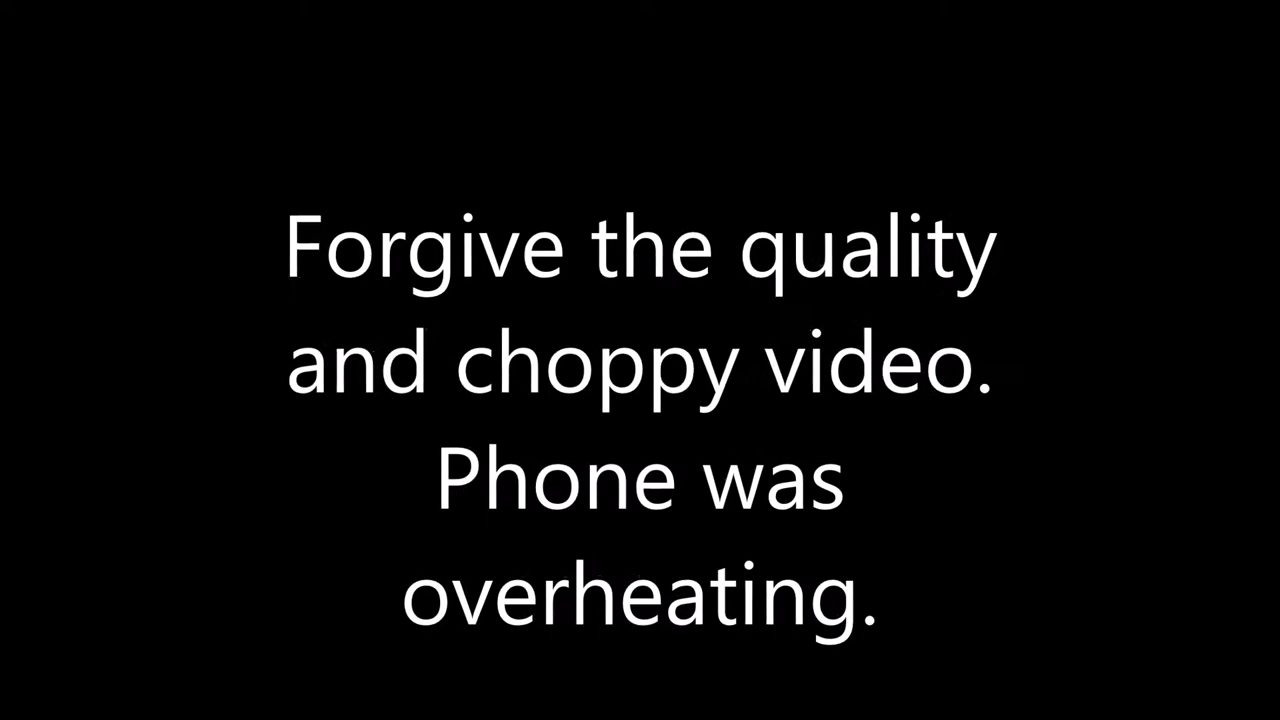 Forgive the quality
and choppy video.
Phone was
overheating.